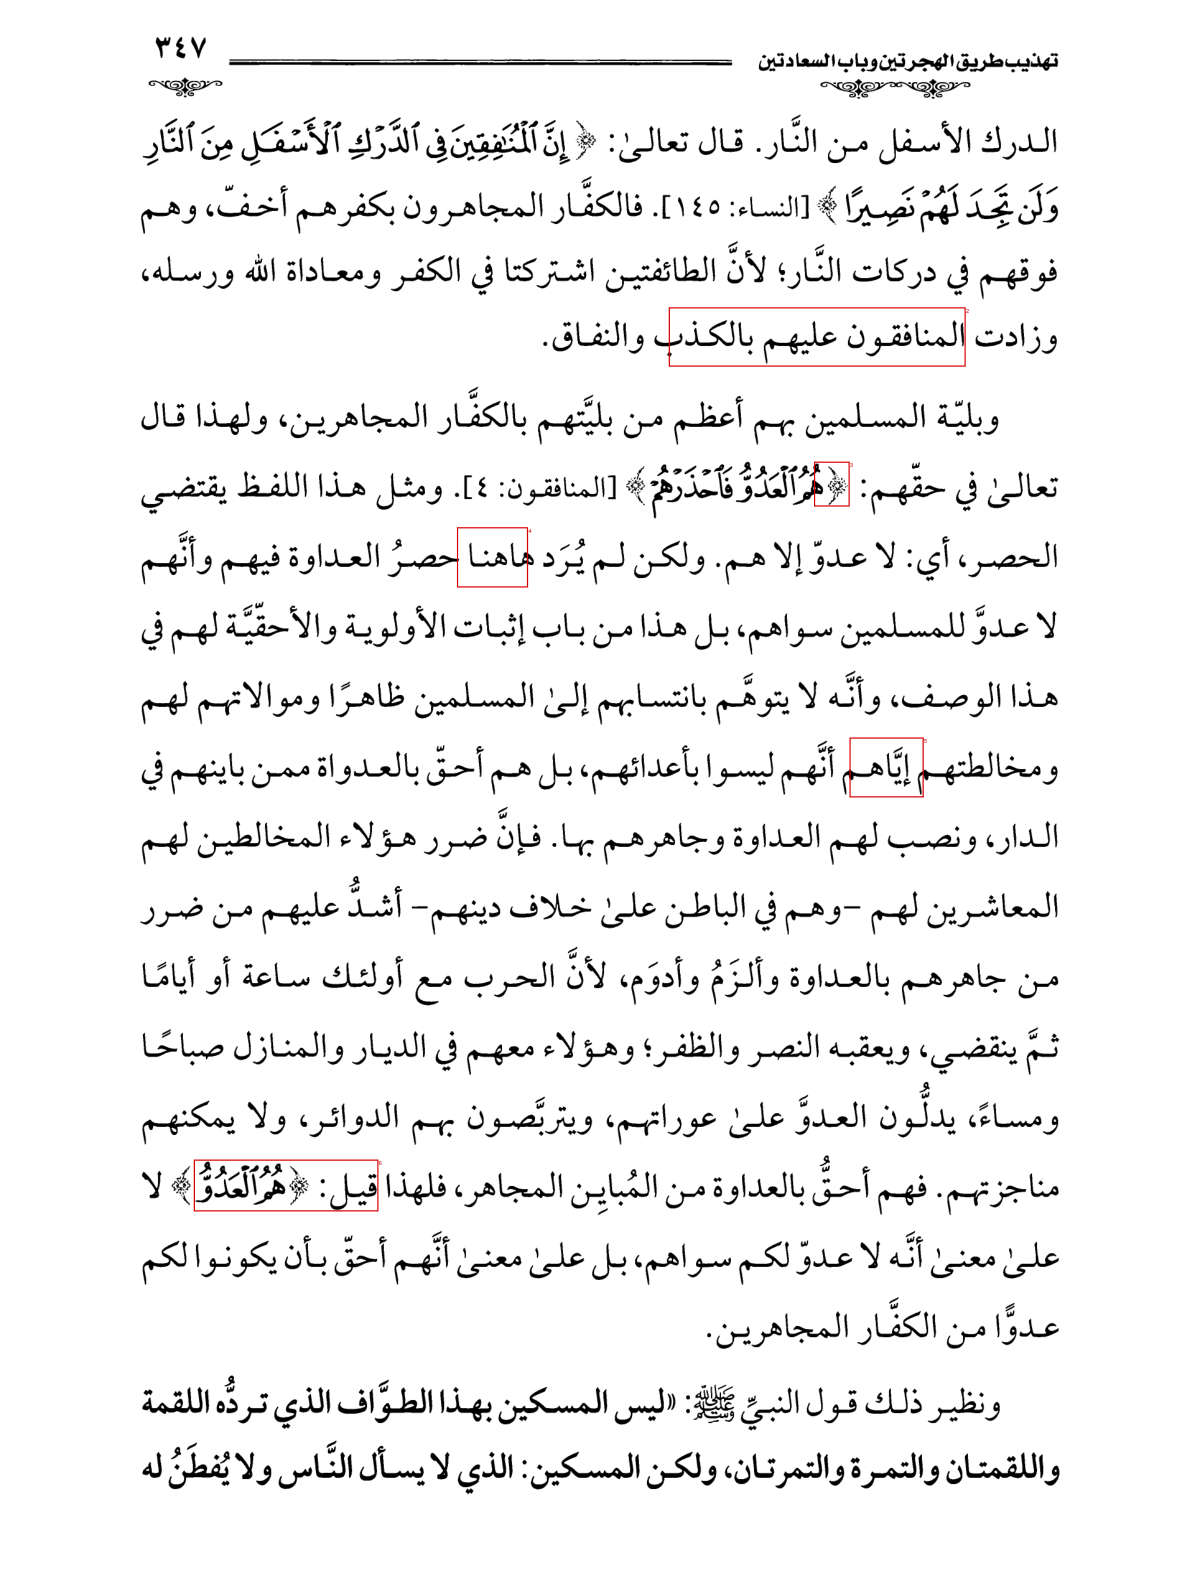 تهذيب طريق الهجرتين وباب السعادتين ٣٤٧
الدرك الأسفل من النَّار. قال تعالىٰ: ﴿إِنَّ ٱلْمُنَٰفِقِينَ فِي ٱلدَّرْكِ ٱلْأَسْفَلِ مِنَ ٱلنَّارِ
وَلَن تَجِدَ لَهُمْ نَصِيرًا﴾ [النساء: ١٤٥]. فالكفَّار المجاهرون بكفرهم أخفّ، وهم
فوقهم في دركات النَّار؛ لأنَّ الطائفتين اشتركتا في الكفر ومعاداة الله ورسله،
وزادت المنافقون عليهم بالكذب والنفاق.
وبليّة المسلمين بهم أعظم من بليَّتهم بالكفَّار المجاهرين، ولهذا قال
تعالىٰ في حقّهم: ﴿هُمُ ٱلْعَدُوُّ فَٱحْذَرْهُمْ﴾ [المنافقون: ٤]. ومثل هذا اللفظ يقتضي
الحصر، أي: لا عدوّ إلا هم. ولكن لم يُرَد هاهنا حصرُ العداوة فيهم وأنَّهم
لا عدوَّ للمسلمين سواهم، بل هذا من باب إثبات الأولوية والأحقّيَّة لهم في
هذا الوصف، وأنَّه لا يتوهَّم بانتسابهم إلىٰ المسلمين ظاهرًا وموالاتهم لهم
ومخالطتهم إيَّاهم أنَّهم ليسوا بأعدائهم، بل هم أحقّ بالعدواة ممن باينهم في
الدار، ونصب لهم العداوة وجاهرهم بها. فإنَّ ضرر هؤلاء المخالطين لهم
المعاشرين لهم -وهم في الباطن علىٰ خلاف دينهم- أشدُّ عليهم من ضرر
من جاهرهم بالعداوة وألزَمُ وأدوَم، لأنَّ الحرب مع أولئك ساعة أو أيامًا
ثمَّ ينقضي، ويعقبه النصر والظفر؛ وهؤلاء معهم في الديار والمنازل صباحًا
ومساءً، يدلُّون العدوَّ علىٰ عوراتهم، ويتربَّصون بهم الدوائر، ولا يمكنهم
مناجزتهم. فهم أحقُّ بالعداوة من المُبايِن المجاهر، فلهذا قيل: ﴿هُمُ ٱلْعَدُوُّ﴾ لا
علىٰ معنىٰ أنَّه لا عدوّ لكم سواهم، بل علىٰ معنىٰ أنَّهم أحقّ بأن يكونوا لكم
عدوًّا من الكفَّار المجاهرين.
ونظير ذلك قول النبيِّ ﷺ: «ليس المسكين بهذا الطوَّاف الذي تردُّه اللقمة
واللقمتان والتمرة والتمرتان، ولكن المسكين: الذي لا يسأل النَّاس ولا يُفطَنُ له